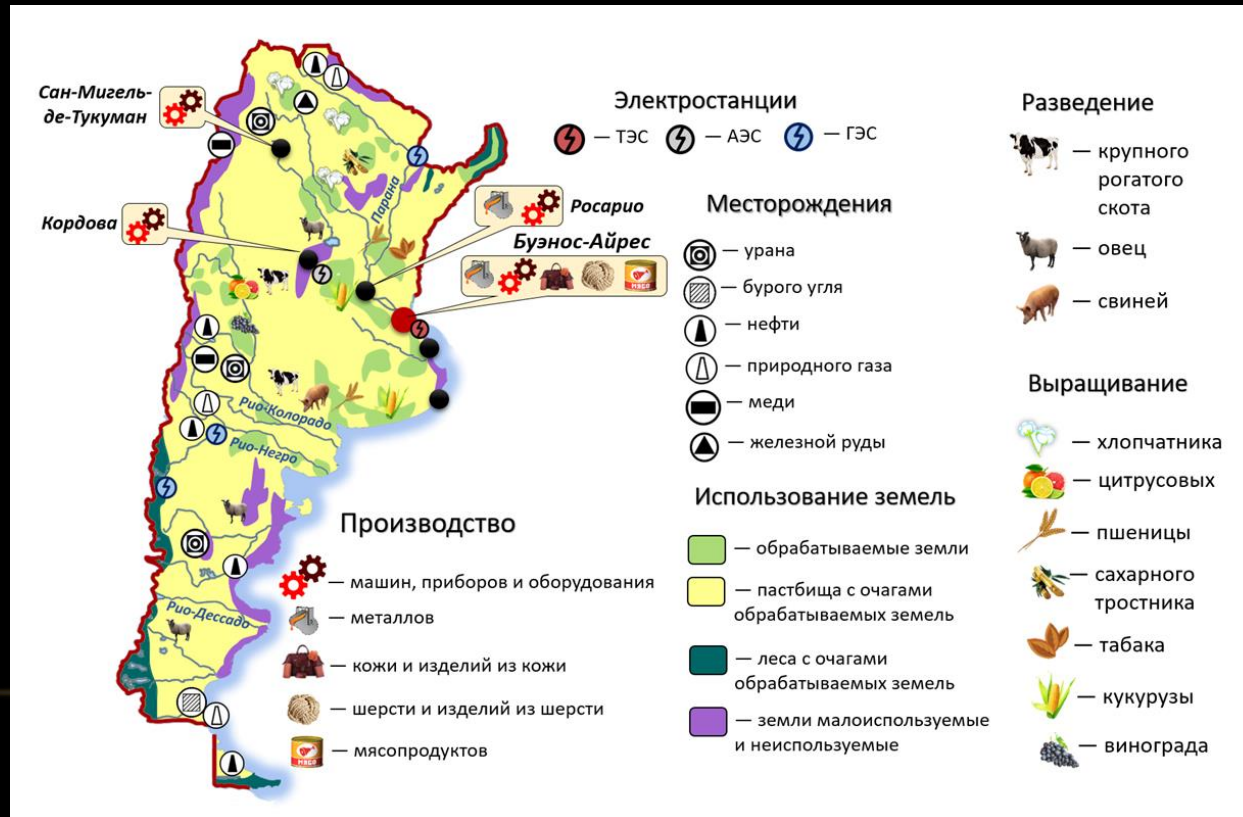 Сан-Мигель-
де-Тукуман
Кордова
Парана
Росарио
Буэнос-Айрес
МЯСО
Рио-Колорадо
Рио-Негро
Рио-Дессадо
Электростанции
— ТЭС
— АЭС
— ГЭС
Месторождения
— урана
— бурого угля
— нефти
— природного газа
— меди
— железной руды
Использование земель
— обрабатываемые земли
— пастбища с очагами
обрабатываемых земель
— леса с очагами
обрабатываемых земель
— земли малоиспользуемые
и неиспользуемые
Производство
— машин, приборов и оборудования
— металлов
— кожи и изделий из кожи
— шерсти и изделий из шерсти
МЯСО
— мясопродуктов
Разведение
— крупного
рогатого
скота
— овец
— свиней
Выращивание
— хлопчатника
— цитрусовых
— пшеницы
— сахарного
тростника
— табака
— кукурузы
— винограда